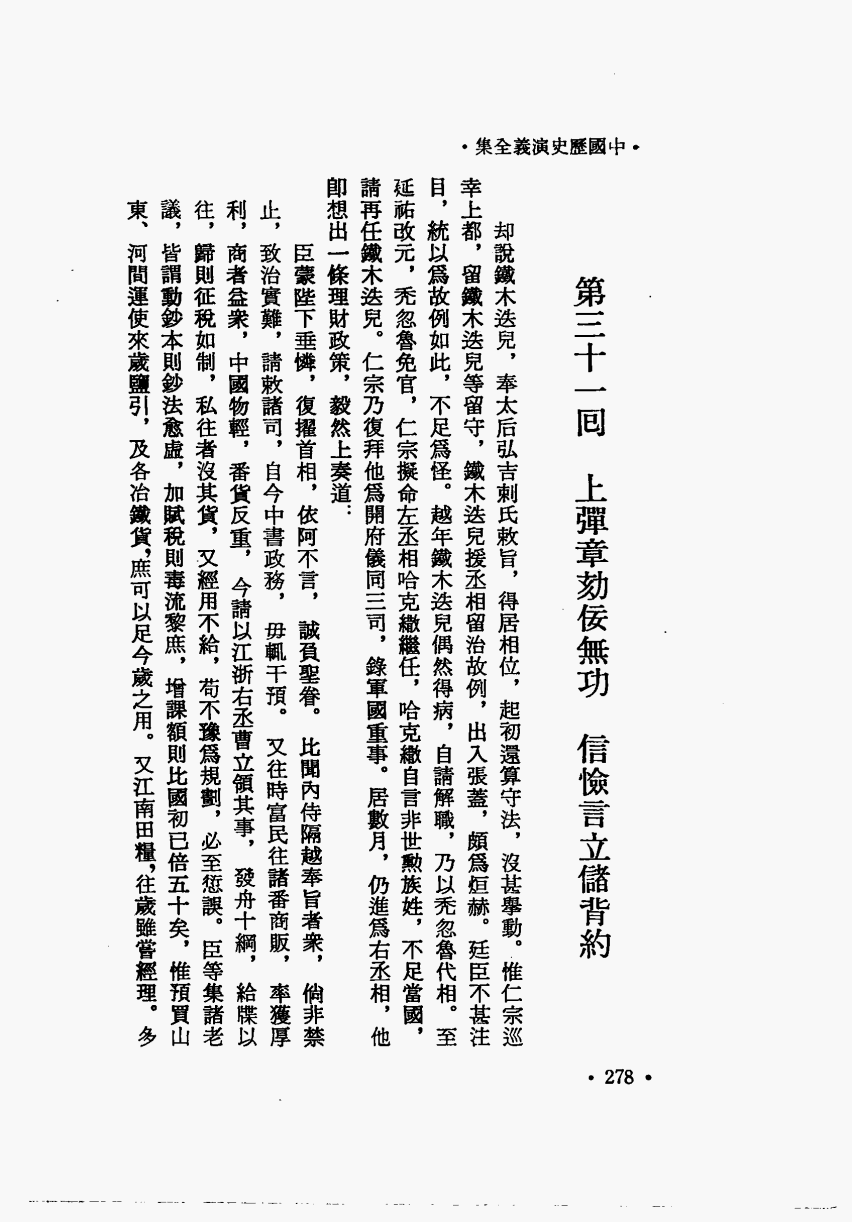 •中國歷史演義全集•
第三十一回　上彈章劾佞無功　信憸言立儲背約
却說鐵木迭兒，奉太后弘吉剌氏敕旨，得居相位，起初還算守法，沒甚舉動。惟仁宗巡
幸上都，留鐵木迭兒等留守，鐵木迭兒援丞相留治故例，出入張蓋，頗爲烜赫。廷臣不甚注
目，統以爲故例如此，不足爲怪。越年鐵木迭兒偶然得病，自請解職，乃以禿忽魯代相。至
延祐改元，禿忽魯免官，仁宗擬命左丞相哈克繖繼任，哈克繖自言非世勳族姓，不足當國，
請再任鐵木迭兒。仁宗乃復拜他爲開府儀同三司，錄軍國重事。居數月，仍進爲右丞相，他
卽想出一條理財政策，毅然上奏道：
臣蒙陛下垂憐，復擢首相，依阿不言，誠負聖眷。比聞內侍隔越奉旨者衆，倘非禁
止，致治實難，請敕諸司，自今中書政務，毋輒干預。又往時富民往諸番商販，率獲厚
利，商者益衆，中國物輕，番貨反重，今請以江浙右丞曹立領其事，發舟十綱，給牒以
往，歸則征稅如制，私往者沒其貨，又經用不給，苟不豫爲規劃，必至愆誤。臣等集諸老
議，皆謂動鈔本則鈔法愈虛，加賦稅則毒流黎庶，增課額則比國初已倍五十矣，惟預買山
東、河間運使來歲鹽引，及各冶鐵貨，庶可以足今歲之用。又江南田糧，往歲雖嘗經理。多
•278•